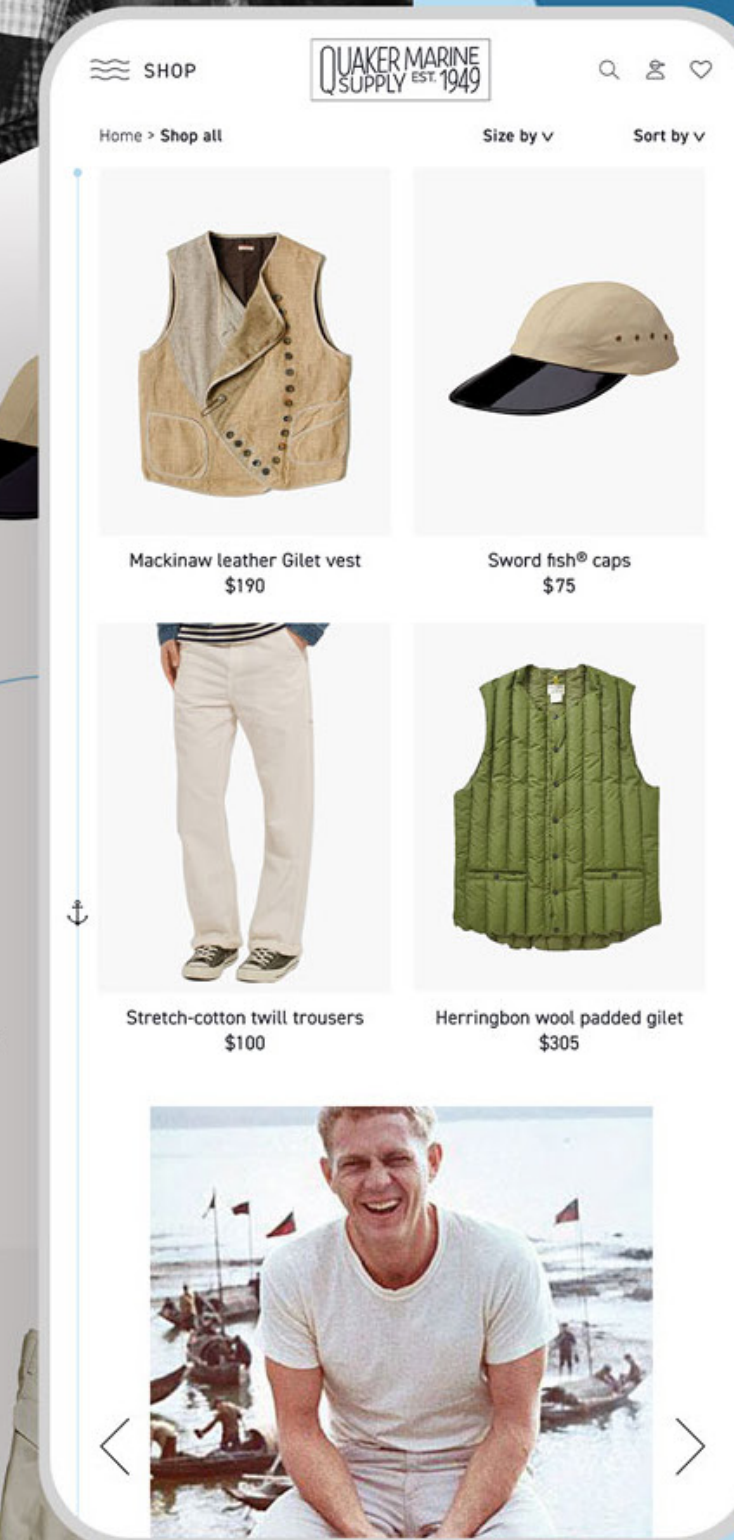 SHOP
QUAKER MARINE
SUPPLY EST. 1949
Home > Shop all
Size by
Sort by
Mackinaw leather Gilet vest
$190
Sword fish® caps
$75
Stretch-cotton twill trousers
$100
Herringbon wool padded gilet
$305